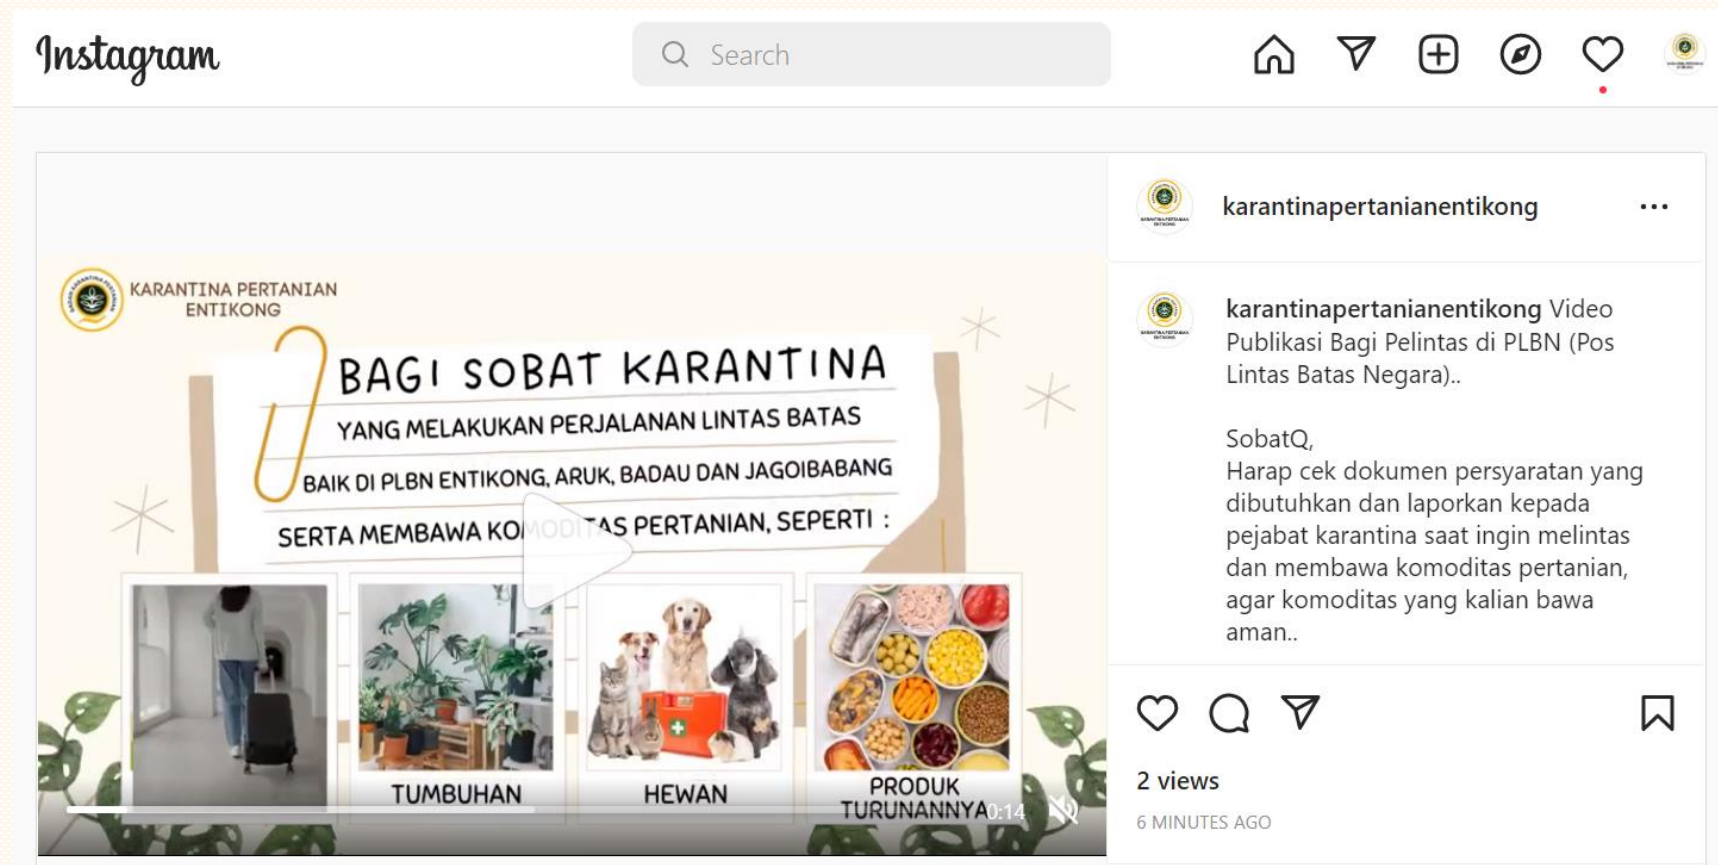 Instagram
Search
karantinapertanianentikong
KARANTINA PERTANIAN
ENTIKONG
BAGI SOBAT KARANTINA
YANG MELAKUKAN PERJALANAN LINTAS BATAS
BAIK DI PLBN ENTIKONG, ARUK, BADAU DAN JAGOIBABANG
SERTA MEMBAWA KOMODITAS PERTANIAN, SEPERTI :
TUMBUHAN
HEWAN
PRODUK
TURUNANNYA
0:14
karantinapertanianentikong Video
Publikasi Bagi Pelintas di PLBN (Pos
Lintas Batas Negara)..
SobatQ,
Harap cek dokumen persyaratan yang
dibutuhkan dan laporkan kepada
pejabat karantina saat ingin melintas
dan membawa komoditas pertanian,
agar komoditas yang kalian bawa
aman..
2 views
6 MINUTES AGO